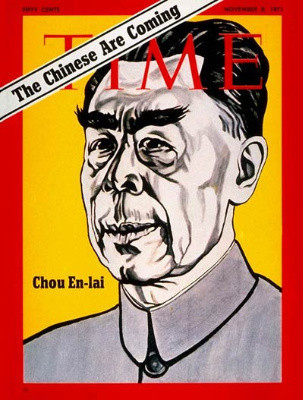 FIFTY CENTS
NOVEMBER 8, 1971
The Chinese Are Coming
TIME
Chou En-lai